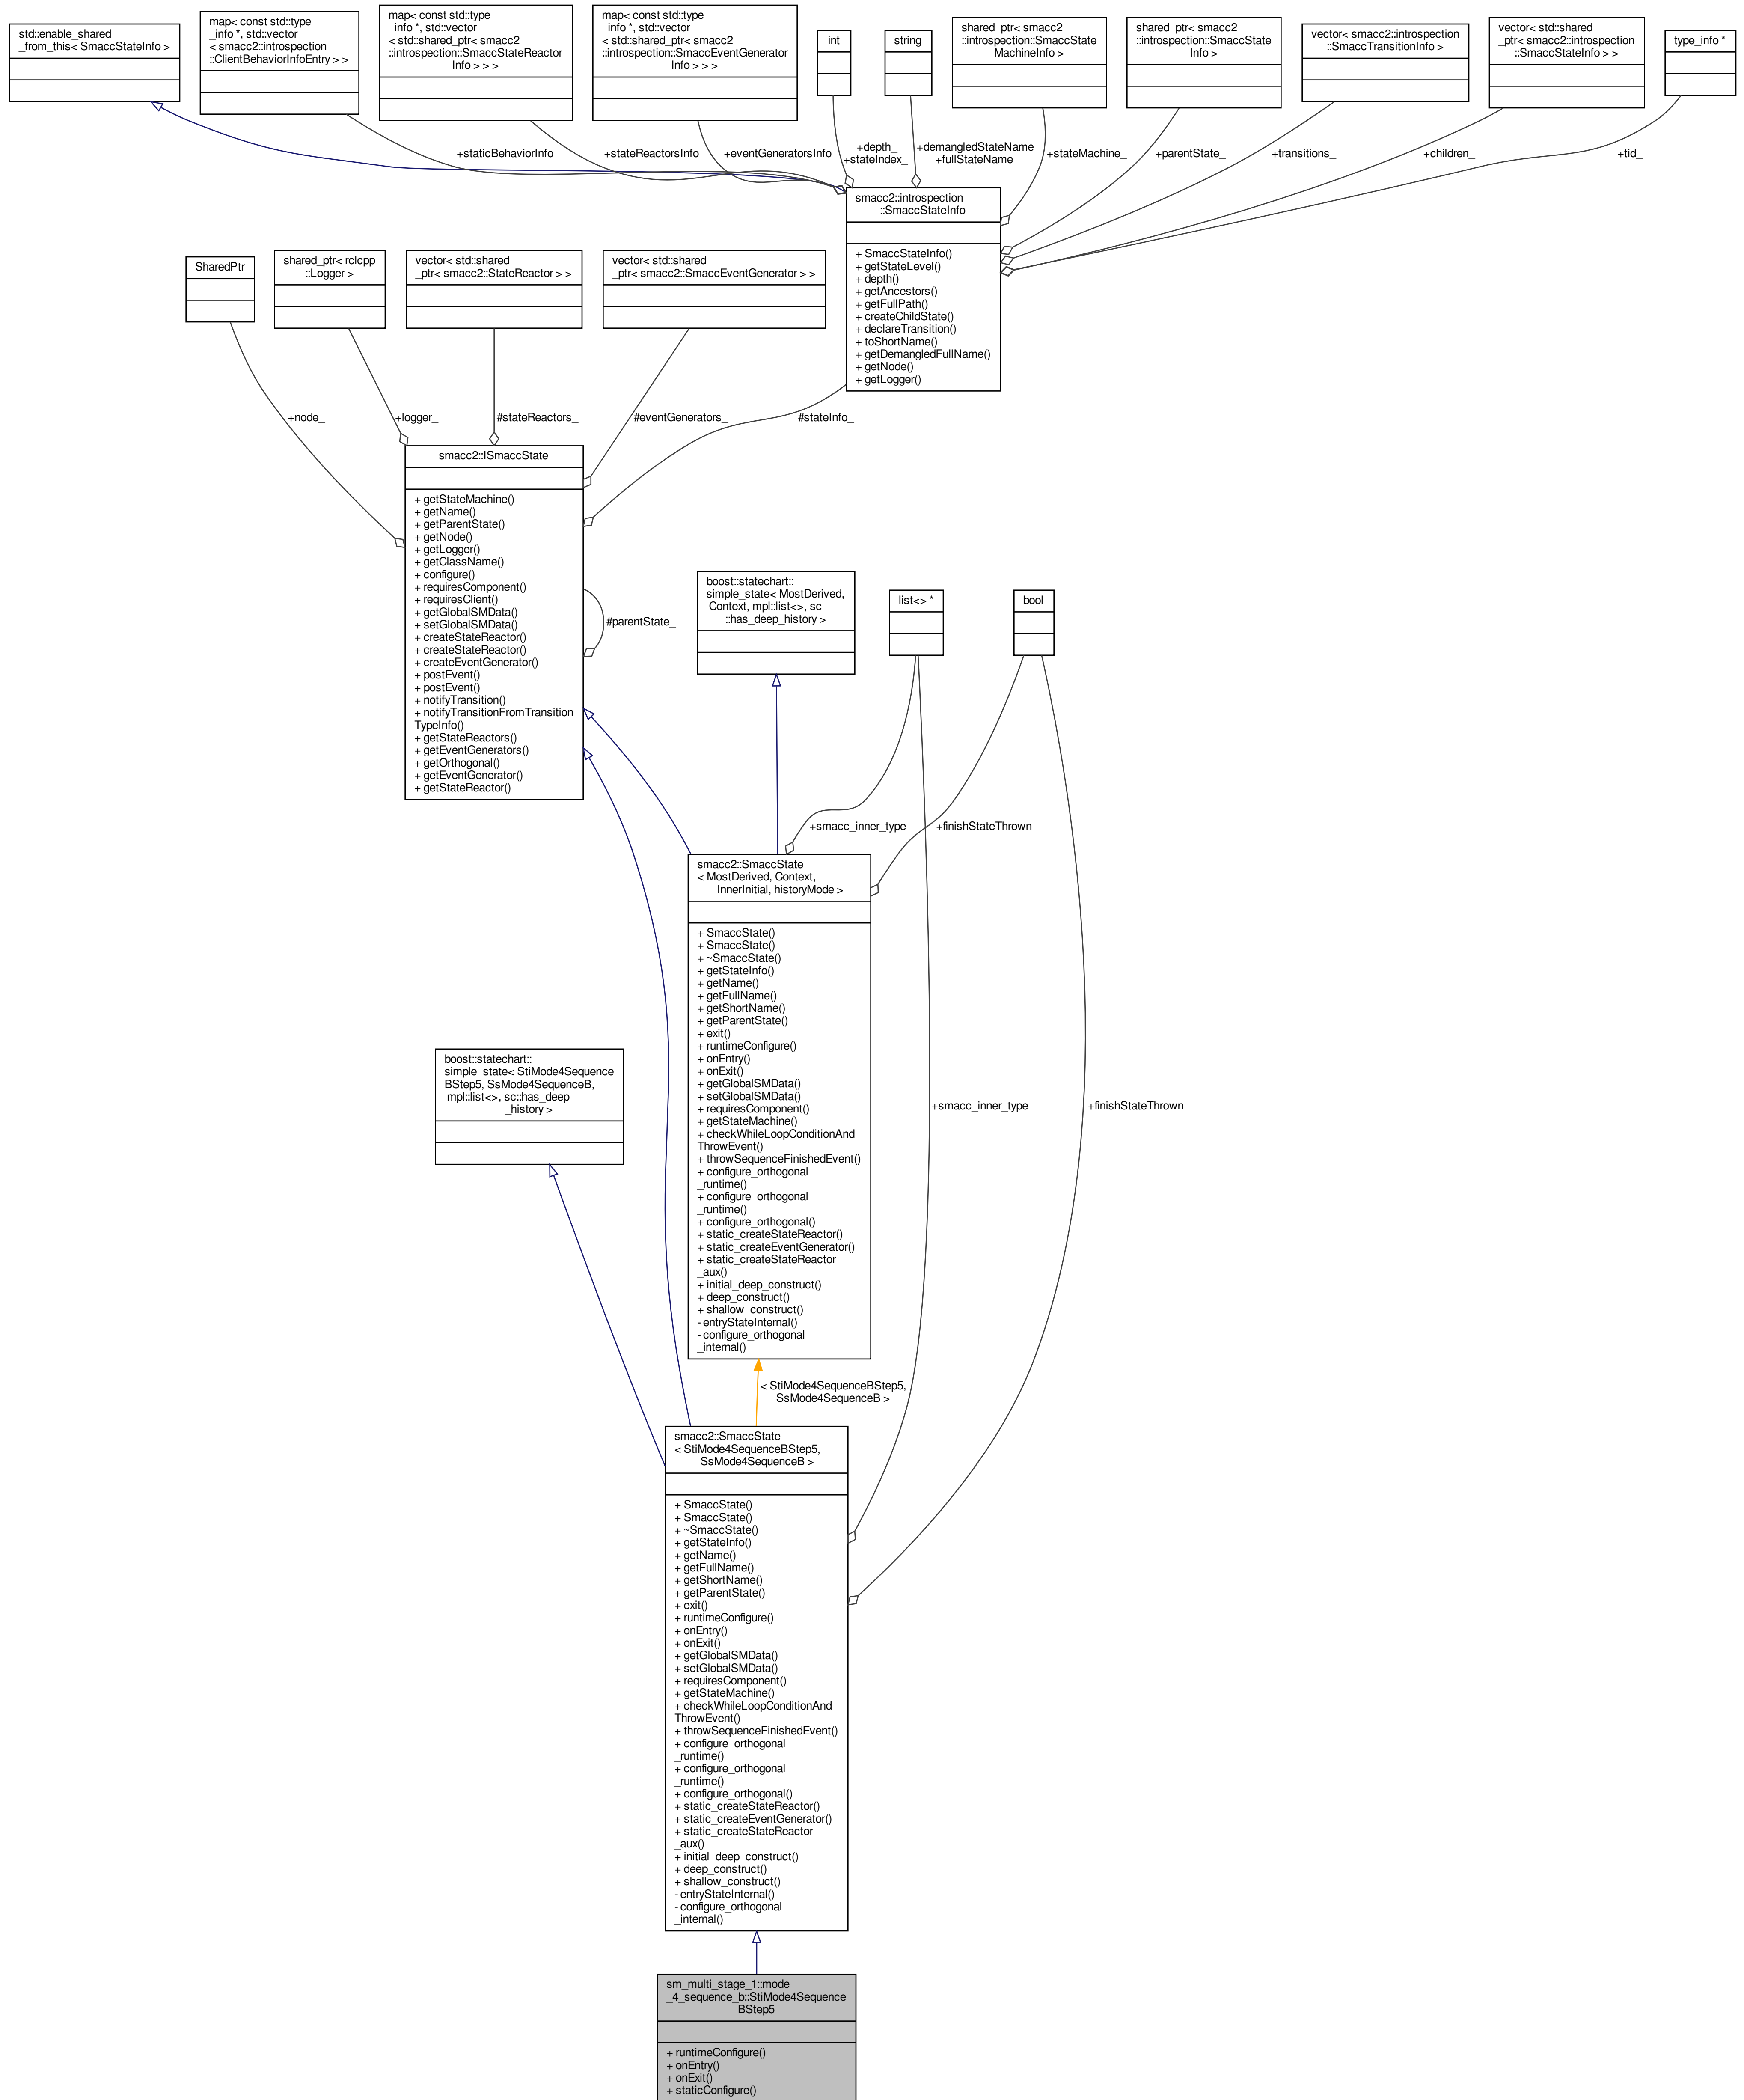 std::enable_shared
_from_this< SmaccStateInfo >
map< const std::type
_info *, std::vector
< smacc2::introspection
::ClientBehaviorInfoEntry > >
map< const std::type
_info *, std::vector
< std::shared_ptr< smacc2
::introspection::SmaccStateReactor
Info > > >
map< const std::type
_info *, std::vector
< std::shared_ptr< smacc2
::introspection::SmaccEventGenerator
Info > > >
int
string
shared_ptr< smacc2
::introspection::SmaccState
MachineInfo >
shared_ptr< smacc2
::introspection::SmaccState
Info >
vector< smacc2::introspection
::SmaccTransitionInfo >
vector< std::shared
_ptr< smacc2::introspection
::SmaccStateInfo > >
type_info *
+staticBehaviorInfo
+stateReactorsInfo
+eventGeneratorsInfo
+depth_
+stateIndex_
+demangledStateName
+fullStateName
+stateMachine_
+parentState_
+transitions_
+children_
+tid_
smacc2::introspection
::SmaccStateInfo
+ SmaccStateInfo()
+ getStateLevel()
+ depth()
+ getAncestors()
+ getFullPath()
+ createChildState()
+ declareTransition()
+ toShortName()
+ getDemangledFullName()
+ getNode()
+ getLogger()
SharedPtr
shared_ptr< rclcpp
::Logger >
vector< std::shared
_ptr< smacc2::StateReactor > >
vector< std::shared
_ptr< smacc2::SmaccEventGenerator > >
+node_
+logger_
#stateReactors_
#eventGenerators_
#stateInfo_
smacc2::ISmaccState
+ getStateMachine()
+ getName()
+ getParentState()
+ getNode()
+ getLogger()
+ getClassName()
+ configure()
+ requiresComponent()
+ requiresClient()
+ getGlobalSMData()
+ setGlobalSMData()
+ createStateReactor()
+ createStateReactor()
+ createEventGenerator()
+ postEvent()
+ postEvent()
+ notifyTransition()
+ notifyTransitionFromTransition
TypeInfo()
+ getStateReactors()
+ getEventGenerators()
+ getOrthogonal()
+ getEventGenerator()
+ getStateReactor()
#parentState_
boost::statechart::
simple_state< MostDerived,
Context, mpl::list<>, sc
::has_deep_history >
list<> *
bool
+smacc_inner_type
+finishStateThrown
smacc2::SmaccState
< MostDerived, Context,
InnerInitial, historyMode >
+ SmaccState()
+ SmaccState()
+ ~SmaccState()
+ getStateInfo()
+ getName()
+ getFullName()
+ getShortName()
+ getParentState()
+ exit()
+ runtimeConfigure()
+ onEntry()
+ onExit()
+ getGlobalSMData()
+ setGlobalSMData()
+ requiresComponent()
+ getStateMachine()
+ checkWhileLoopConditionAnd
ThrowEvent()
+ throwSequenceFinishedEvent()
+ configure_orthogonal
_runtime()
+ configure_orthogonal
_runtime()
+ configure_orthogonal()
+ static_createStateReactor()
+ static_createEventGenerator()
+ static_createStateReactor
_aux()
+ initial_deep_construct()
+ deep_construct()
+ shallow_construct()
- entryStateInternal()
- configure_orthogonal
_internal()
boost::statechart::
simple_state< StiMode4Sequence
BStep5, SsMode4SequenceB,
mpl::list<>, sc::has_deep
_history >
+smacc_inner_type
+finishStateThrown
< StiMode4SequenceBStep5,
SsMode4SequenceB >
smacc2::SmaccState
< StiMode4SequenceBStep5,
SsMode4SequenceB >
+ SmaccState()
+ SmaccState()
+ ~SmaccState()
+ getStateInfo()
+ getName()
+ getFullName()
+ getShortName()
+ getParentState()
+ exit()
+ runtimeConfigure()
+ onEntry()
+ onExit()
+ getGlobalSMData()
+ setGlobalSMData()
+ requiresComponent()
+ getStateMachine()
+ checkWhileLoopConditionAnd
ThrowEvent()
+ throwSequenceFinishedEvent()
+ configure_orthogonal
_runtime()
+ configure_orthogonal
_runtime()
+ configure_orthogonal()
+ static_createStateReactor()
+ static_createEventGenerator()
+ static_createStateReactor
_aux()
+ initial_deep_construct()
+ deep_construct()
+ shallow_construct()
- entryStateInternal()
- configure_orthogonal
_internal()
sm_multi_stage_1::mode
_4_sequence_b::StiMode4Sequence
BStep5
+ runtimeConfigure()
+ onEntry()
+ onExit()
+ staticConfigure()